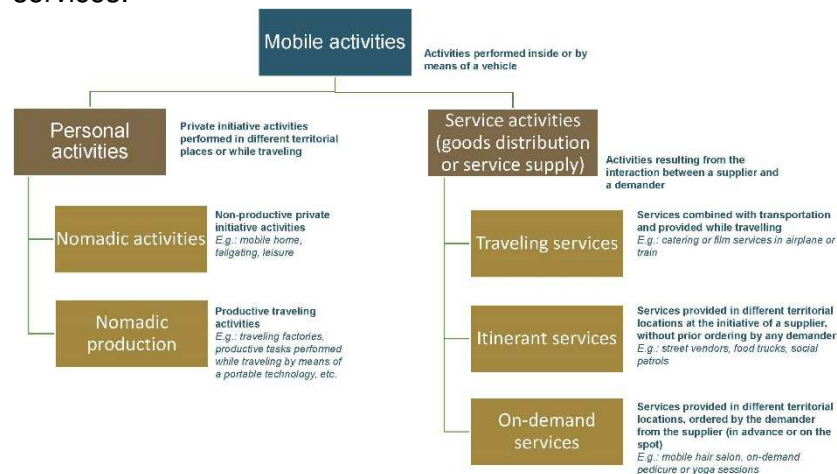 Mobile activities
Activities performed inside or by
means of a vehicle
Personal
activities
Private initiative activities
performed in different territorial
places or while traveling
Service activities
(goods distribution
or service supply)
Activities resulting from the
interaction between a supplier and
a demander
Nomadic activities
Non-productive private
initiative activities
E.g.: mobile home,
tailgating, leisure
Nomadic
production
Productive traveling
activities
E.g.: traveling factories,
productive tasks performed
while traveling by means of
a portable technology, etc.
Traveling services
Services combined with transportation
and provided while travelling
E.g.: catering or film services in airplane or
train
Itinerant services
Services provided in different territorial
locations at the initiative of a supplier,
without prior ordering by any demander
E.g.: street vendors, food trucks, social
patrols
On-demand
services
Services provided in different territorial
locations, ordered by the demander
from the supplier (in advance or on the
spot)
E.g.: mobile hair salon, on-demand
pedicure or yoga sessions